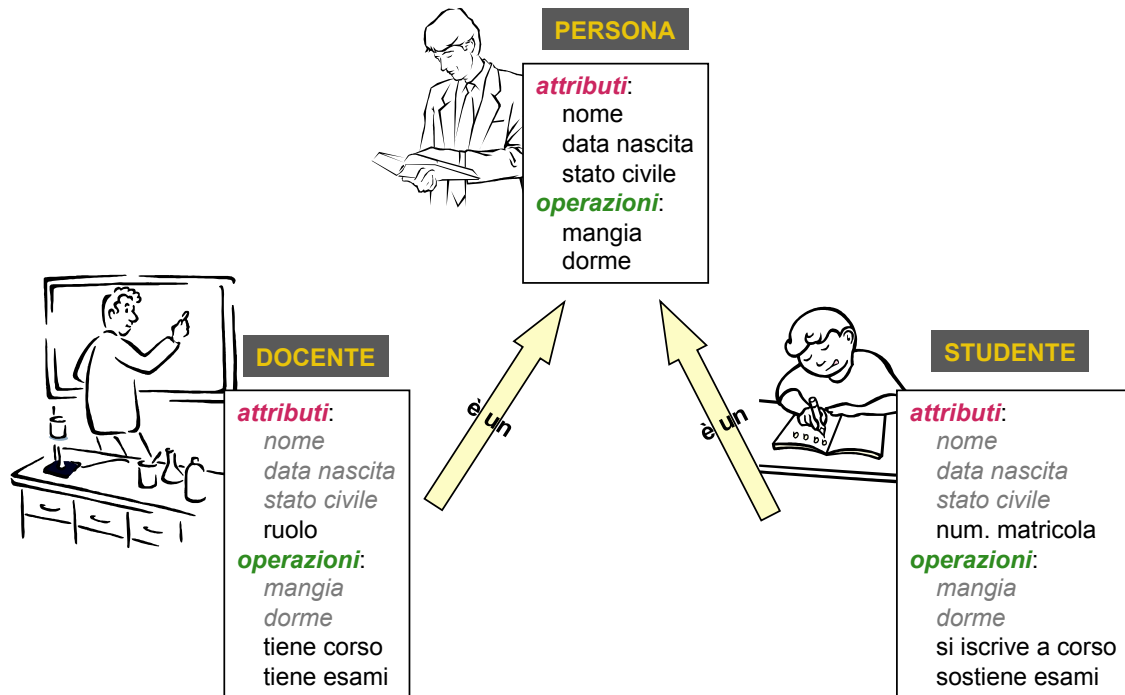 PERSONA
attributi:
nome
data nascita
stato civile
operazioni:
mangia
dorme
DOCENTE
attributi:
nome
data nascita
stato civile
ruolo
operazioni:
mangia
dorme
tiene corso
tiene esami
è un
è un
STUDENTE
attributi:
nome
data nascita
stato civile
num. matricola
operazioni:
mangia
dorme
si iscrive a corso
sostiene esami